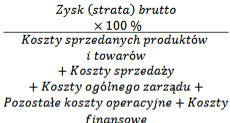 Zysk (strata) brutto
× 100 %
Koszty sprzedanych produktów
i towarów
+ Koszty sprzedaży
+ Koszty ogólnego zarządu +
Pozostałe koszty operacyjne + Koszty
finansowe